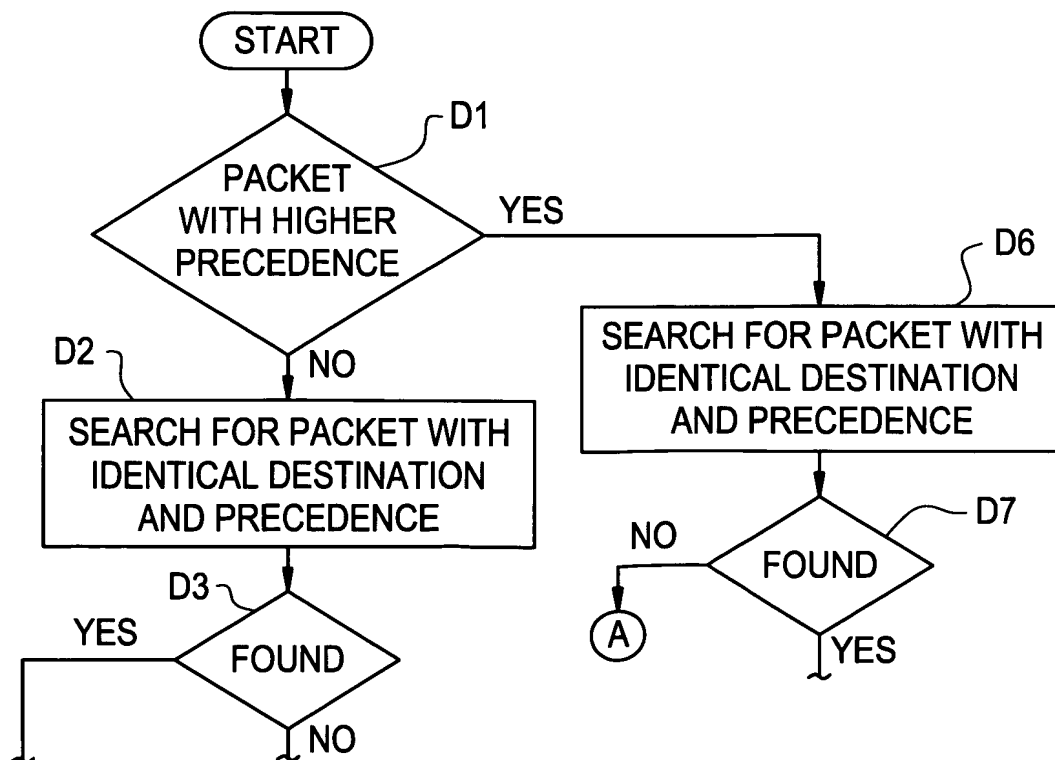 START
D1
PACKET
WITH HIGHER
PRECEDENCE
YES
D6
SEARCH FOR PACKET WITH
IDENTICAL DESTINATION
AND PRECEDENCE
NO
D2
SEARCH FOR PACKET WITH
IDENTICAL DESTINATION
AND PRECEDENCE
D7
NO
FOUND
A
YES
D3
YES
FOUND
NO